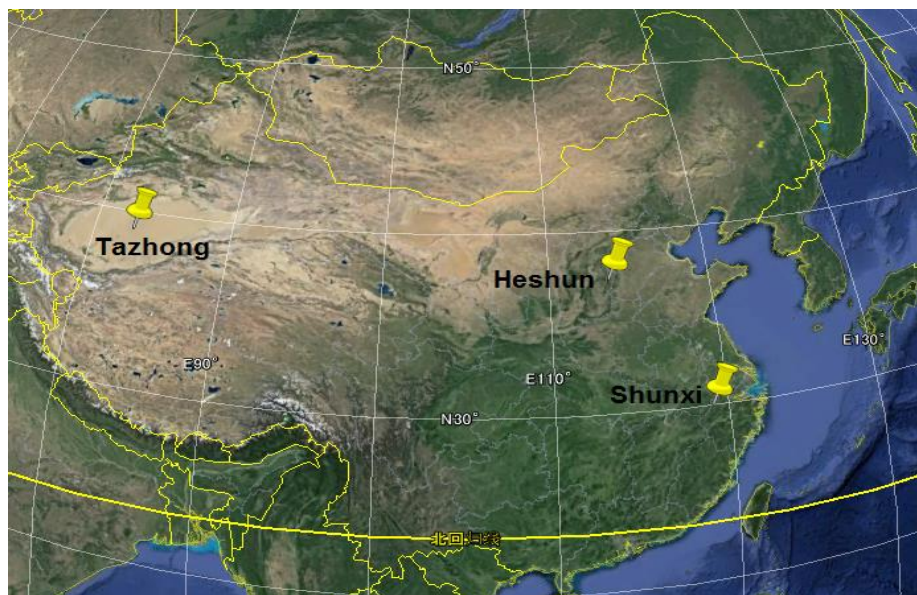 N50°
Tazhong
Heshun
E90°
E110°
E130°
Shunxi
N30°
北回归线